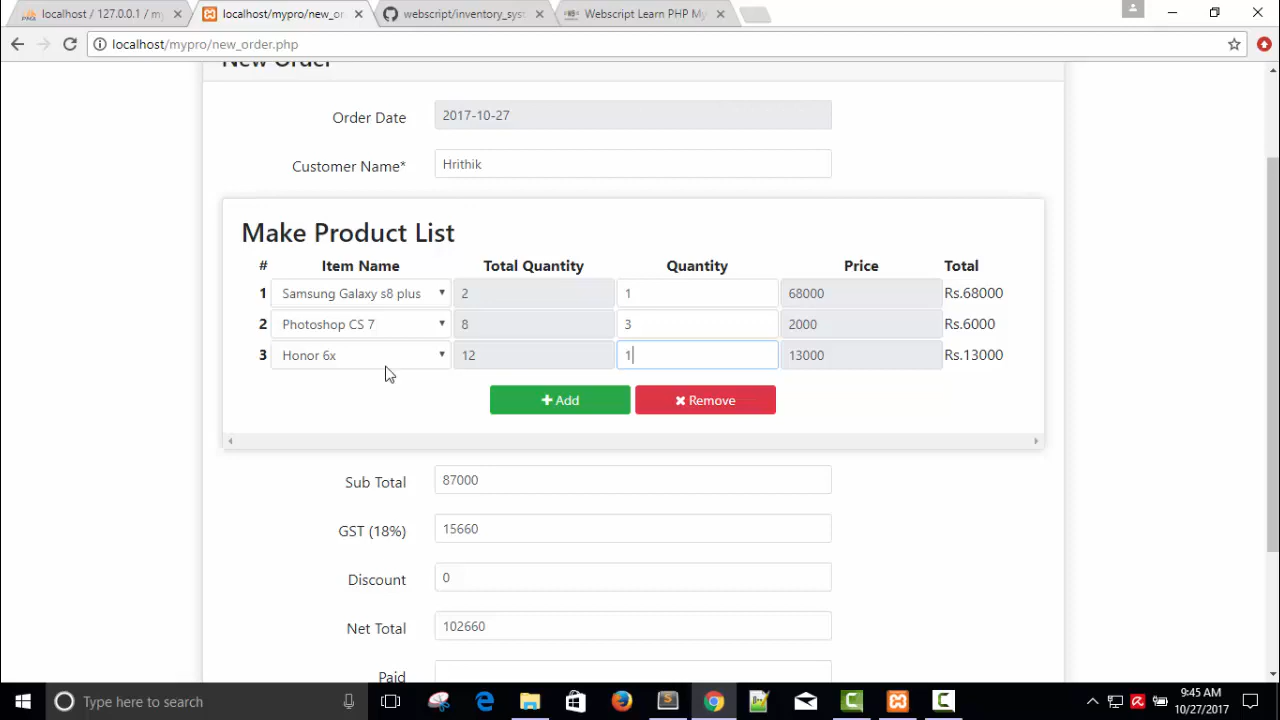 localhost / 127.0.0.1 / my
localhost/mypro/new_or
webscript/inventory_sys
Webscript Learn PHP My
localhost/mypro/new_order.php
New Order
Order Date 2017-10-27
Customer Name* Hrithik
Make Product List
# Item Name Total Quantity Quantity Price Total
1 Samsung Galaxy s8 plus 2 1 68000 Rs.68000
2 Photoshop CS 7 8 3 2000 Rs.6000
3 Honor 6x 12 1 13000 Rs.13000
Add Remove
Sub Total 87000
GST (18%) 15660
Discount 0
Net Total 102660
Paid
Type here to search
9:45 AM
10/27/2017